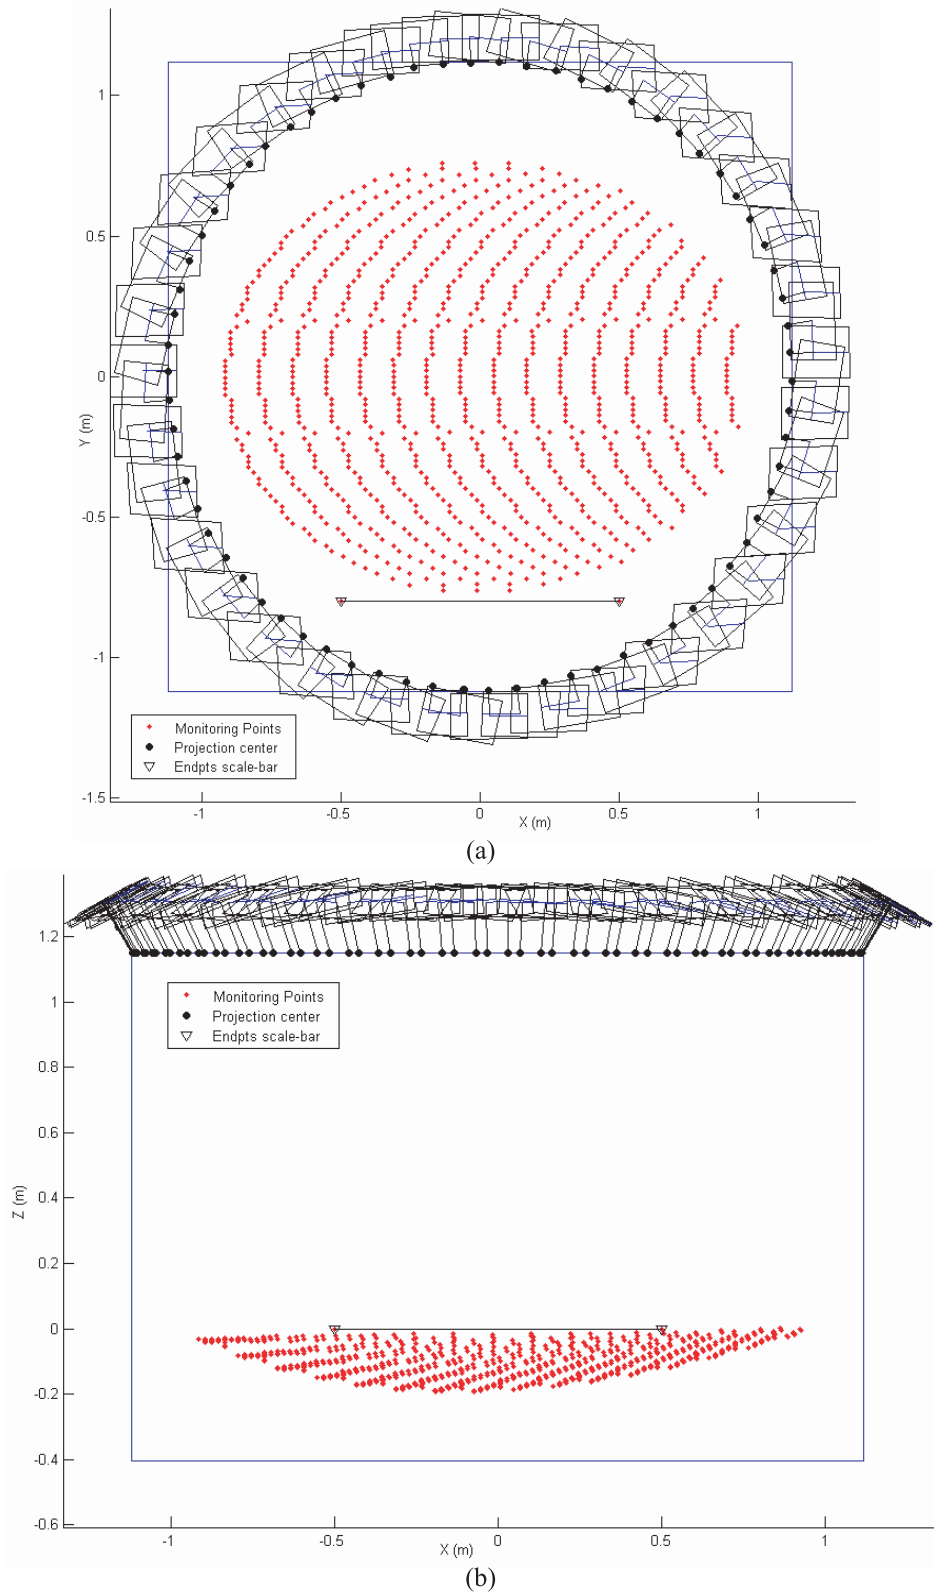 1
0.5
0
-0.5
-1
-1.5
Y (m)
Monitoring Points
Projection center
Endpts scale-bar
-1
-0.5
0
0.5
1
X (m)
(a)
1.2
1
0.8
0.6
0.4
0.2
0
-0.2
-0.4
-0.6
Z (m)
Monitoring Points
Projection center
Endpts scale-bar
-1
-0.5
0
0.5
1
X (m)
(b)